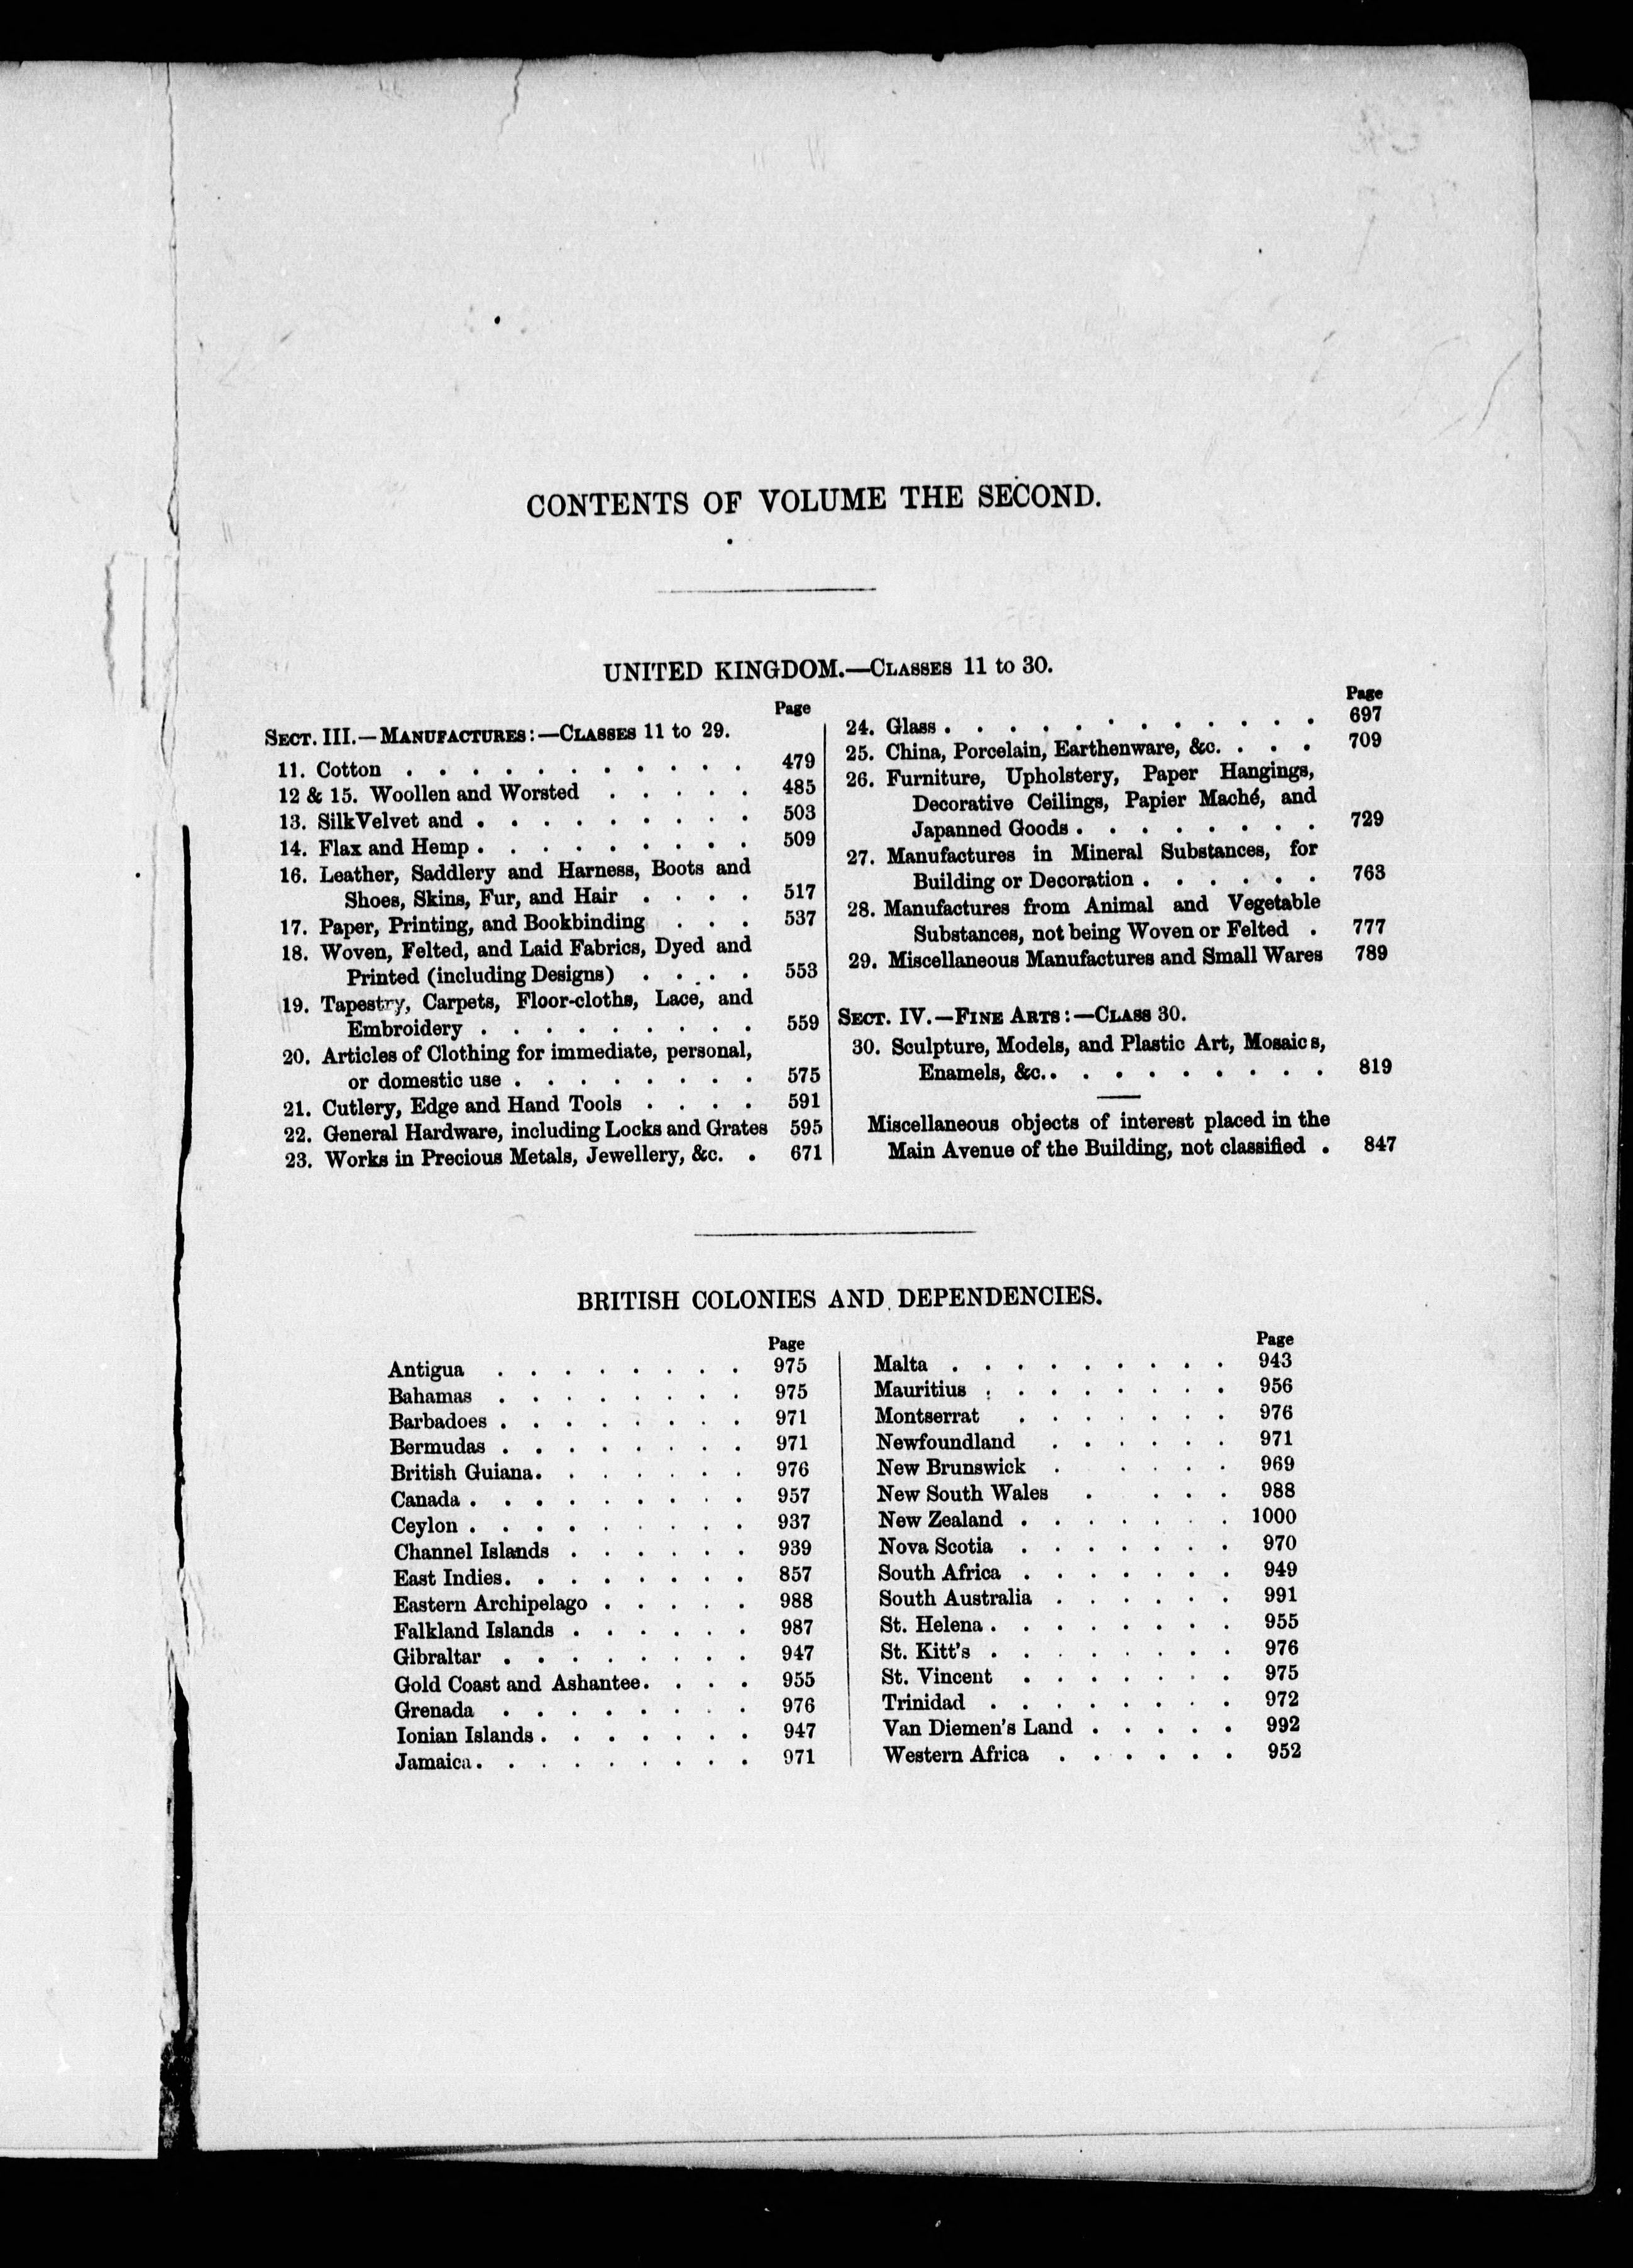 CONTENTS OF VOLUME THE SECOND.
UNITED KINGDOM.—CLASSES 11 to 30.
Page
SECT. III.—MANUFACTURES:—CLASSES 11 to 29.
11. Cotton . . . . . . . . . . . 479
12 & 15. Woollen and Worsted . . . . . 485
13. Silk Velvet and . . . . . . . . . 503
14. Flax and Hemp . . . . . . . . . 509
16. Leather, Saddlery and Harness, Boots and
Shoes, Skins, Fur, and Hair . . . . 517
17. Paper, Printing, and Bookbinding . . . 537
18. Woven, Felted, and Laid Fabrics, Dyed and
Printed (including Designs) . . . . 553
19. Tapestry, Carpets, Floor-cloths, Lace, and
Embroidery . . . . . . . . . 559
20. Articles of Clothing for immediate, personal,
or domestic use . . . . . . . . 575
21. Cutlery, Edge and Hand Tools . . . . 591
22. General Hardware, including Locks and Grates 595
23. Works in Precious Metals, Jewellery, &c. . 671
Page
24. Glass . . . . . . . . . . . . 697
25. China, Porcelain, Earthenware, &c. . . . 709
26. Furniture, Upholstery, Paper Hangings,
Decorative Ceilings, Papier Maché, and
Japanned Goods . . . . . . . . 729
27. Manufactures in Mineral Substances, for
Building or Decoration . . . . . . 763
28. Manufactures from Animal and Vegetable
Substances, not being Woven or Felted . 777
29. Miscellaneous Manufactures and Small Wares 789
SECT. IV.—FINE ARTS:—CLASS 30.
30. Sculpture, Models, and Plastic Art, Mosaics,
Enamels, &c. . . . . . . . . . 819
Miscellaneous objects of interest placed in the
Main Avenue of the Building, not classified . 847
BRITISH COLONIES AND DEPENDENCIES.
Page
Antigua . . . . . . . . 975
Bahamas . . . . . . . . 975
Barbadoes . . . . . . . . 971
Bermudas . . . . . . . . 971
British Guiana. . . . . . . 976
Canada . . . . . . . . . 957
Ceylon . . . . . . . . . 937
Channel Islands . . . . . . 939
East Indies. . . . . . . . 857
Eastern Archipelago . . . . . 988
Falkland Islands . . . . . . 987
Gibraltar . . . . . . . . 947
Gold Coast and Ashantee. . . . 955
Grenada . . . . . . . . 976
Ionian Islands . . . . . . . 947
Jamaica . . . . . . . . . 971
Page
Malta . . . . . . . . . 943
Mauritius . . . . . . . . 956
Montserrat . . . . . . . 976
Newfoundland . . . . . . 971
New Brunswick . . . . . 969
New South Wales . . . . 988
New Zealand . . . . . . . 1000
Nova Scotia . . . . . . . 970
South Africa . . . . . . . 949
South Australia . . . . . . 991
St. Helena . . . . . . . . 955
St. Kitt's . . . . . . . . 976
St. Vincent . . . . . . . 975
Trinidad . . . . . . . . 972
Van Diemen's Land . . . . . 992
Western Africa . . . . . . 952